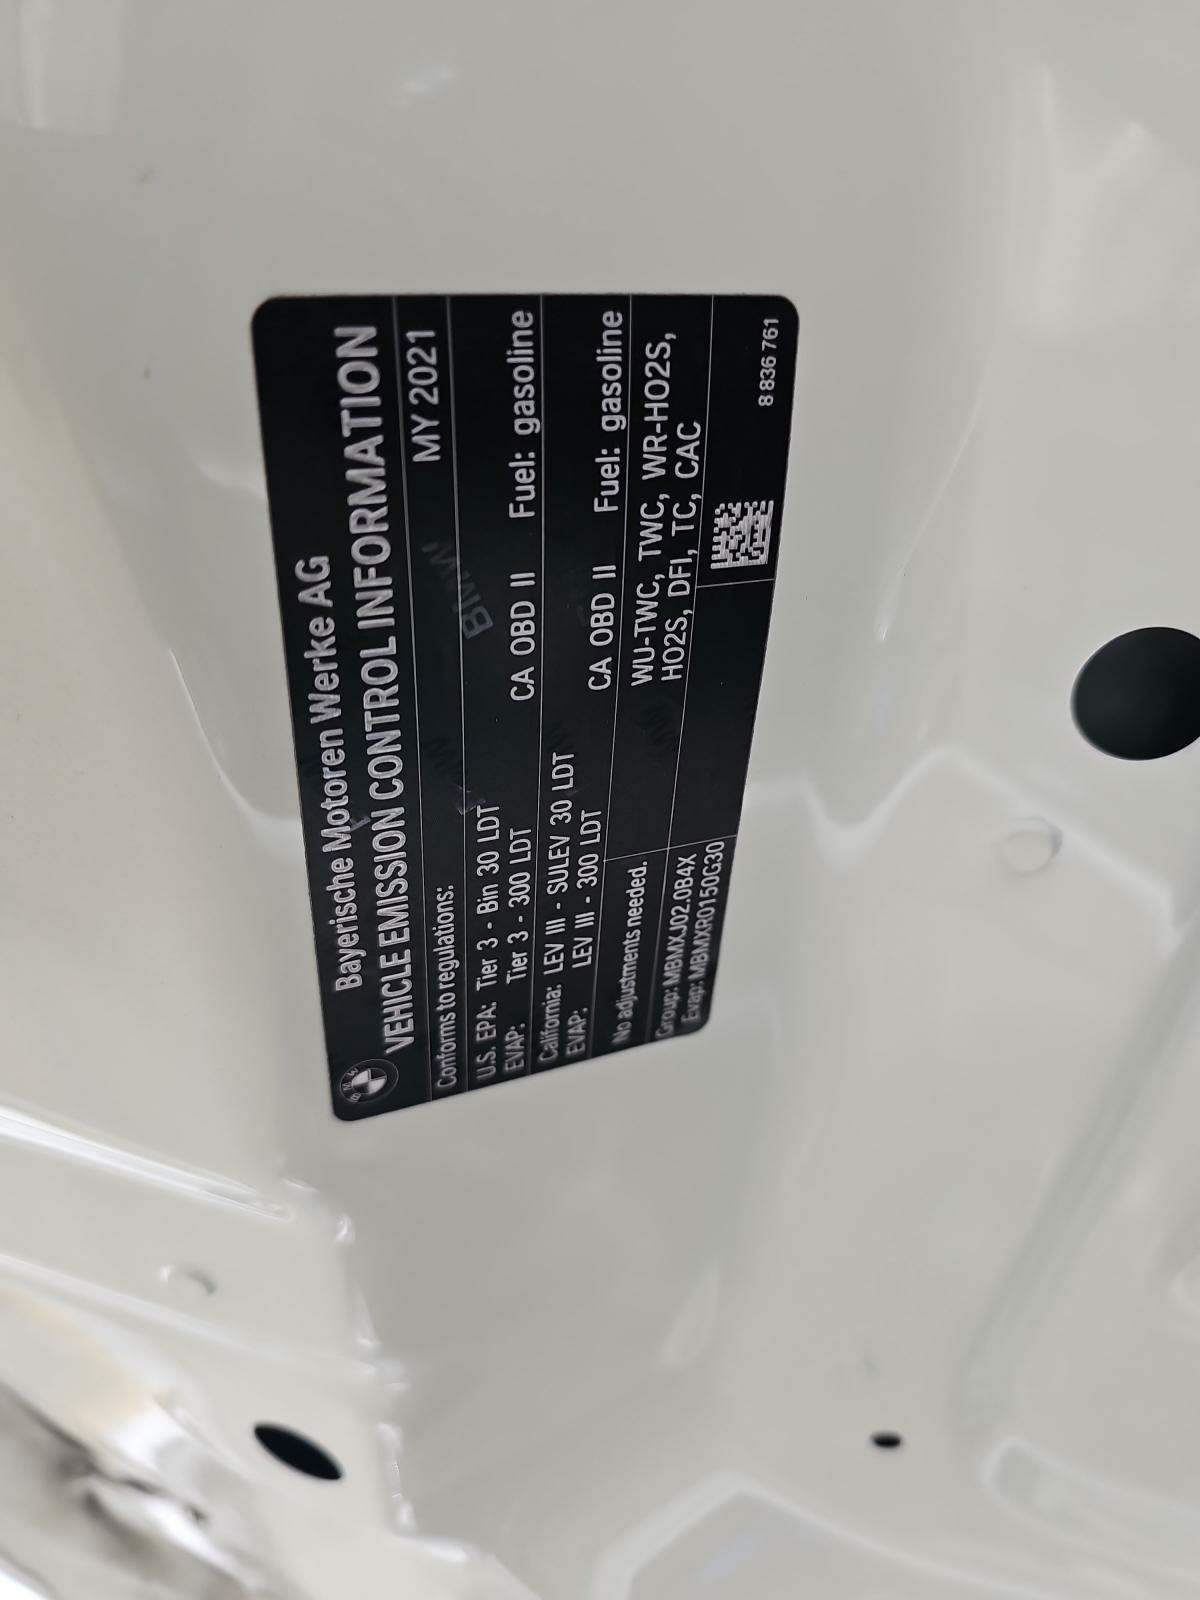 Bayerische Motoren Werke AG
VEHICLE EMISSION CONTROL INFORMATION
MY 2021
Conforms to regulations:
U.S. EPA: Tier 3 - Bin 30 LDT CA OBD II Fuel: gasoline
EVAP: Tier 3 - 300 LDT
California: LEV III - SULEV 30 LDT CA OBD II Fuel: gasoline
EVAP: LEV III - 300 LDT
No adjustments needed.
WU-TWC, TWC, WR-HO2S,
HO2S, DFI, TC, CAC
Group: MBMXJ02.0B4X
Evap: MBMXR0150G30
8 836 761
BMW